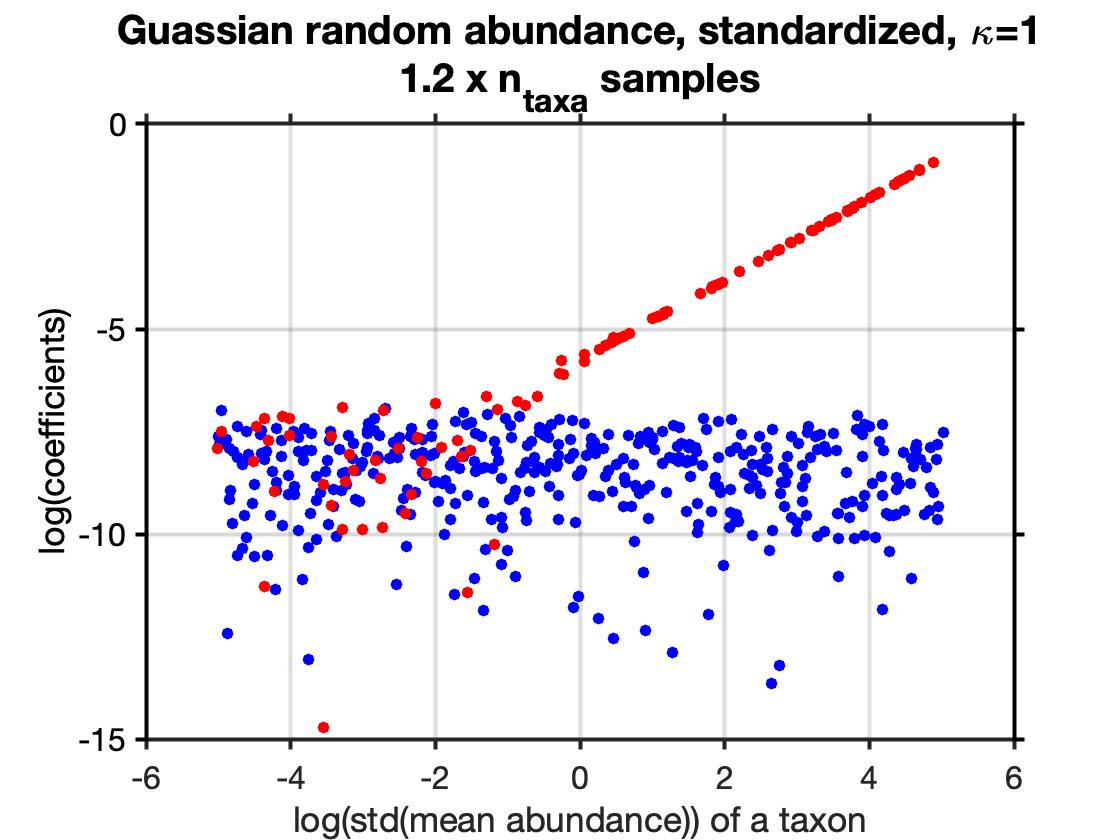 Guassian random abundance, standardized, κ=1
1.2 x n_taxa samples
0
-5
-10
-15
log(coefficients)
-6 -4 -2 0 2 4 6
log(std(mean abundance)) of a taxon